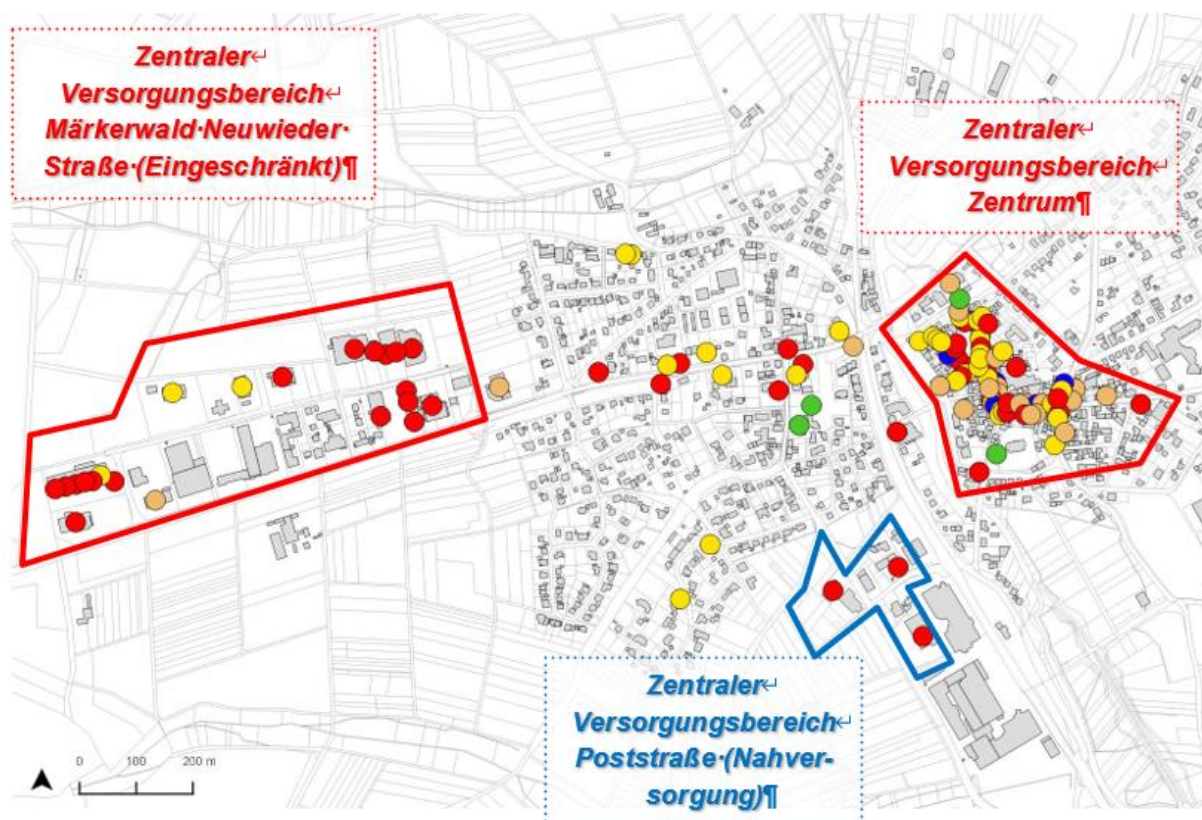 Zentraler↵
Versorgungsbereich↵
Märkerwald·Neuwieder·
Straße·(Eingeschränkt)¶
Zentraler↵
Versorgungsbereich↵
Zentrum¶
Zentraler↵
Versorgungsbereich↵
Poststraße·(Nahver-
sorgung)¶
0 100 200 m